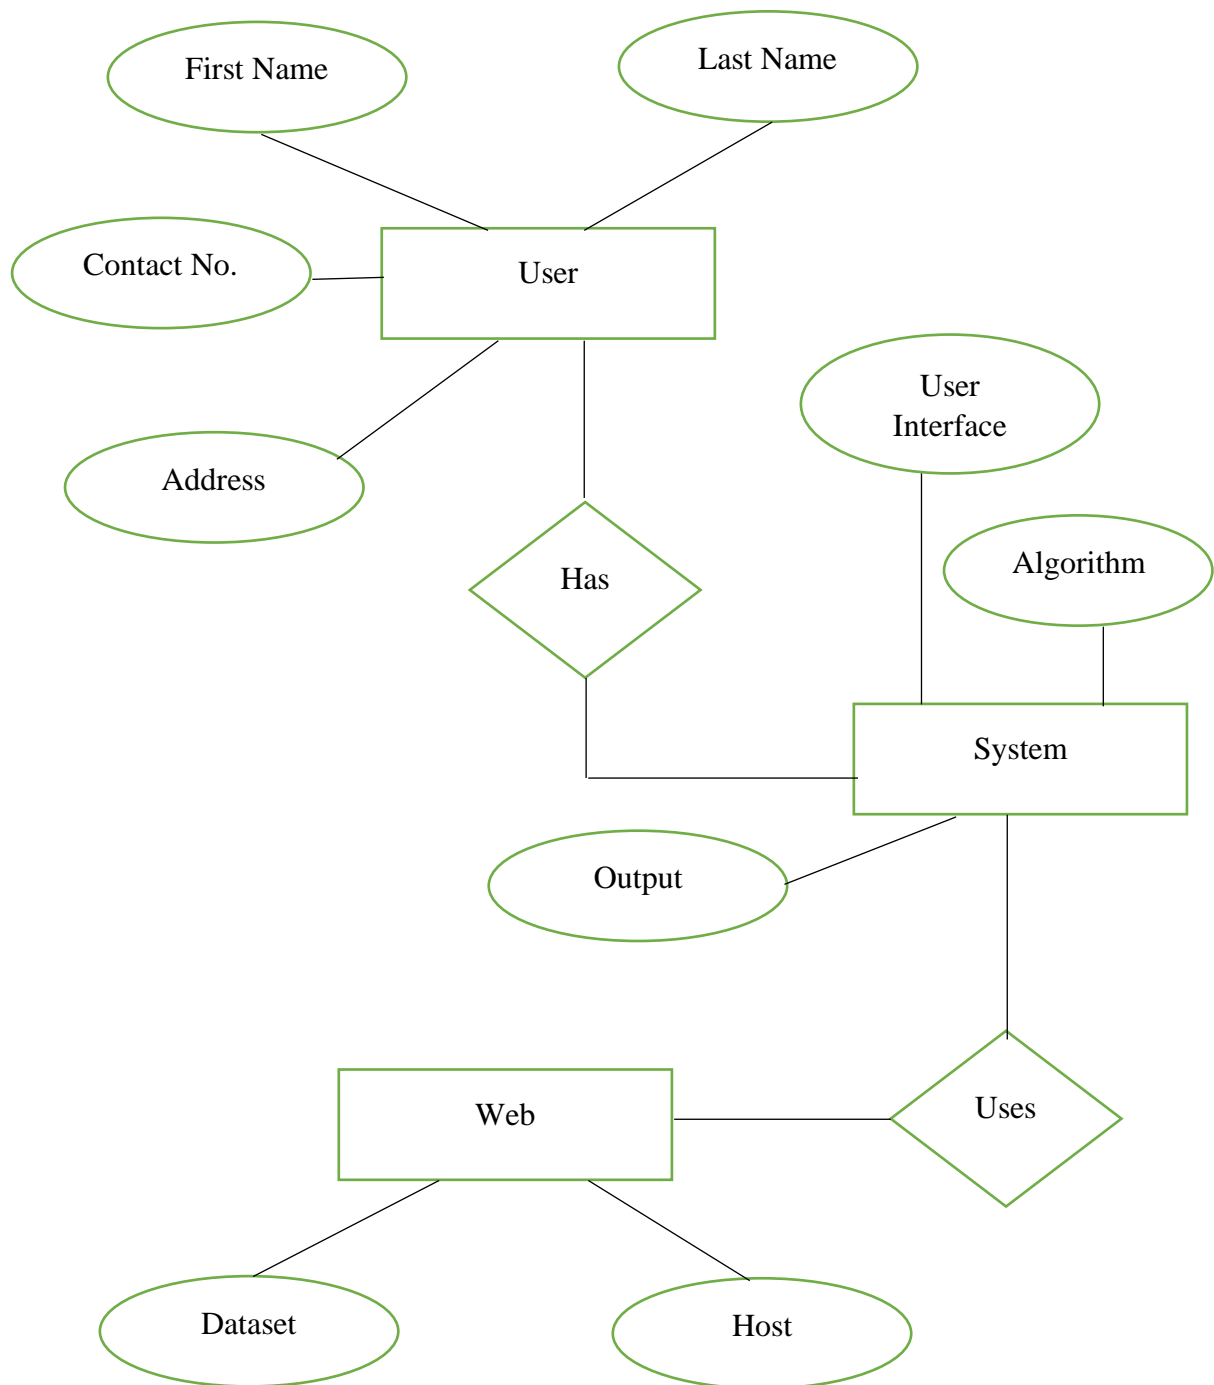 First Name
Last Name
Contact No.
User
User
Interface
Address
Algorithm
Has
System
Output
Web
Uses
Dataset
Host